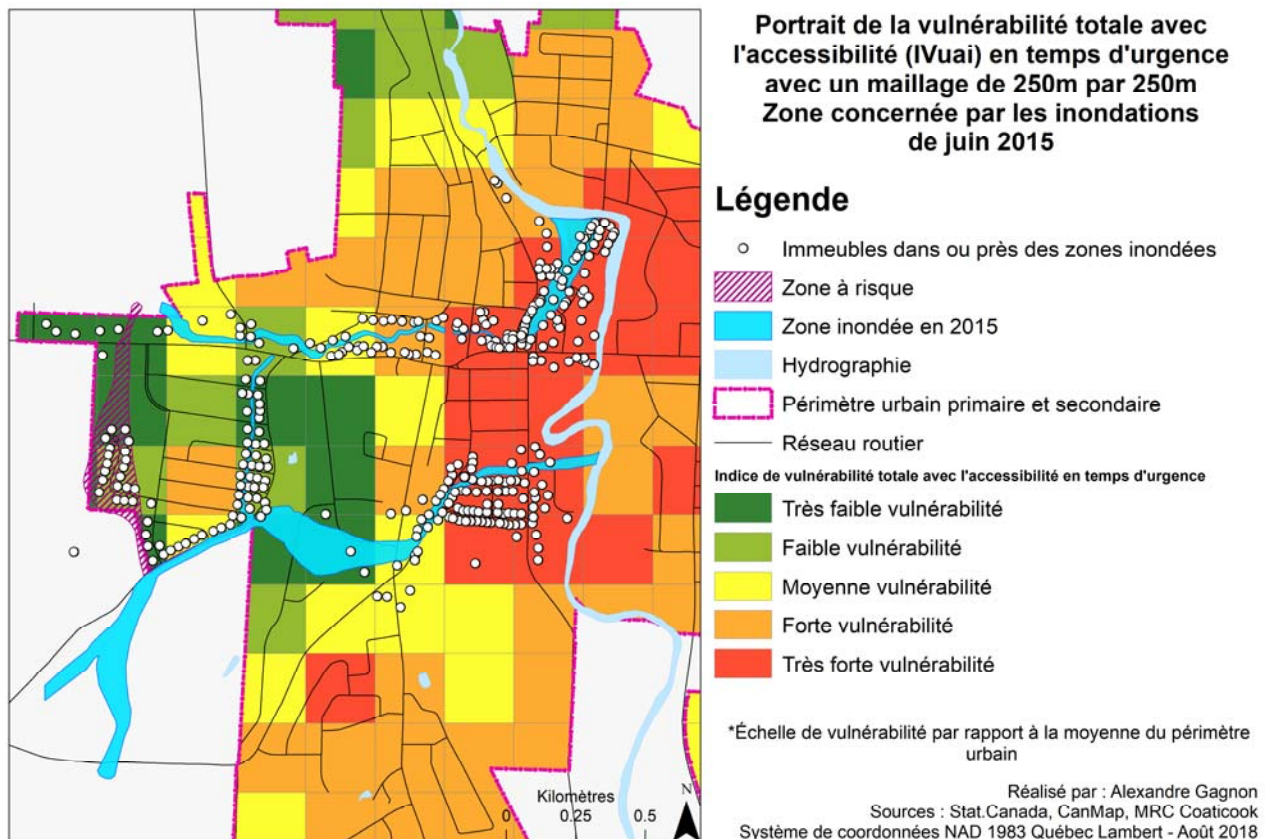 Portrait de la vulnérabilité totale avec
l'accessibilité (IVuai) en temps d'urgence
avec un maillage de 250m par 250m
Zone concernée par les inondations
de juin 2015
Légende
Immeubles dans ou près des zones inondées
Zone à risque
Zone inondée en 2015
Hydrographie
Périmètre urbain primaire et secondaire
Réseau routier
Indice de vulnérabilité totale avec l'accessibilité en temps d'urgence
Très faible vulnérabilité
Faible vulnérabilité
Moyenne vulnérabilité
Forte vulnérabilité
Très forte vulnérabilité
*Échelle de vulnérabilité par rapport à la moyenne du périmètre
urbain
Réalisé par : Alexandre Gagnon
Sources : Stat.Canada, CanMap, MRC Coaticook
Système de coordonnées NAD 1983 Québec Lambert - Août 2018
Kilomètres
0 0.25 0.5
N